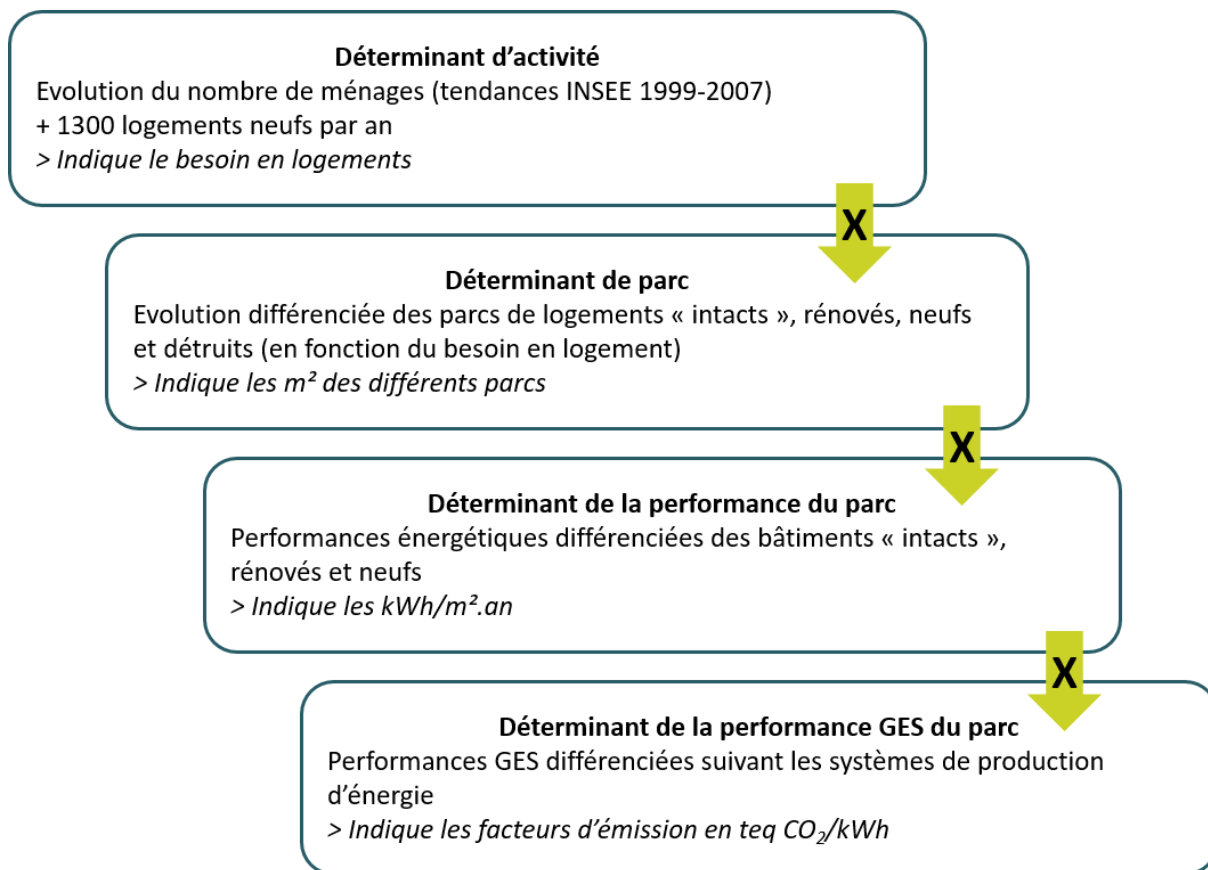 Déterminant d’activité
Evolution du nombre de ménages (tendances INSEE 1999-2007)
+ 1300 logements neufs par an
> Indique le besoin en logements
X
Déterminant de parc
Evolution différenciée des parcs de logements « intacts », rénovés, neufs
et détruits (en fonction du besoin en logement)
> Indique les m² des différents parcs
X
Déterminant de la performance du parc
Performances énergétiques différenciées des bâtiments « intacts »,
rénovés et neufs
> Indique les kWh/m².an
X
Déterminant de la performance GES du parc
Performances GES différenciées suivant les systèmes de production
d’énergie
> Indique les facteurs d’émission en teq CO₂/kWh